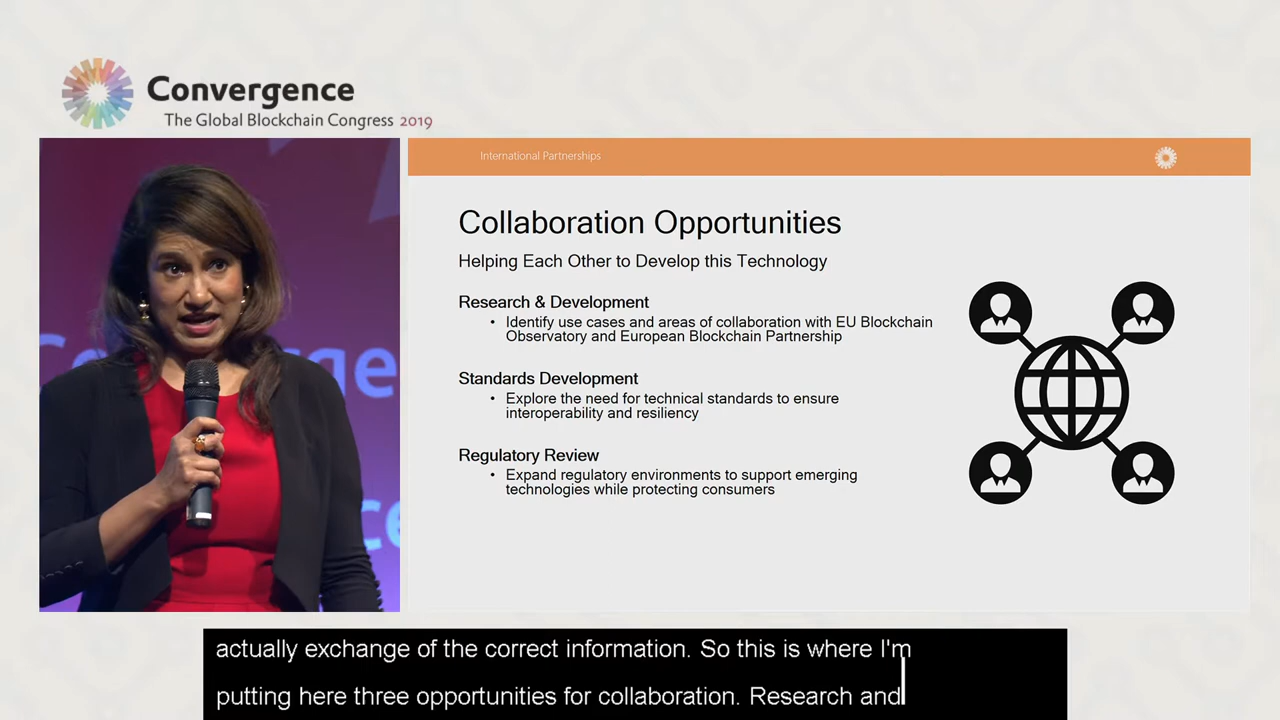 Convergence
The Global Blockchain Congress 2019
International Partnerships
Collaboration Opportunities
Helping Each Other to Develop this Technology
Research & Development
• Identify use cases and areas of collaboration with EU Blockchain
Observatory and European Blockchain Partnership
Standards Development
• Explore the need for technical standards to ensure
interoperability and resiliency
Regulatory Review
• Expand regulatory environments to support emerging
technologies while protecting consumers
actually exchange of the correct information. So this is where I'm
putting here three opportunities for collaboration. Research and